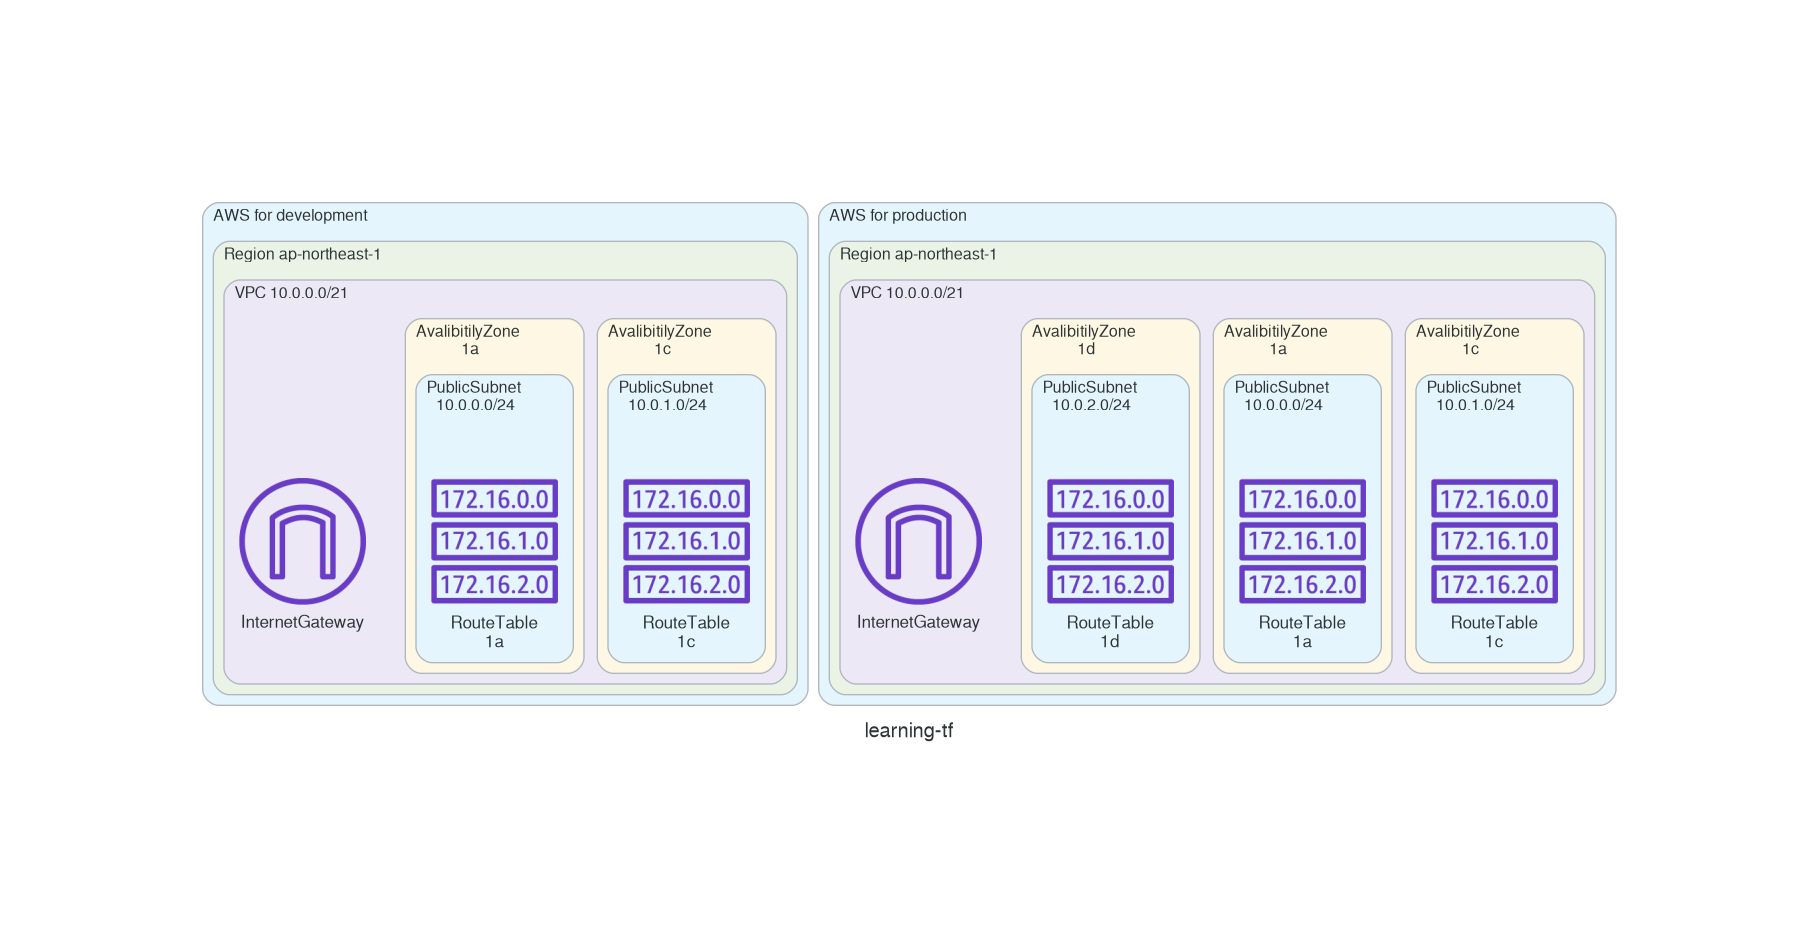 AWS for development
Region ap-northeast-1
VPC 10.0.0.0/21
AvalibitilyZone
1a
PublicSubnet
10.0.0.0/24
172.16.0.0
172.16.1.0
172.16.2.0
RouteTable
1a
AvalibitilyZone
1c
PublicSubnet
10.0.1.0/24
172.16.0.0
172.16.1.0
172.16.2.0
RouteTable
1c
InternetGateway
AWS for production
Region ap-northeast-1
VPC 10.0.0.0/21
AvalibitilyZone
1d
PublicSubnet
10.0.2.0/24
172.16.0.0
172.16.1.0
172.16.2.0
RouteTable
1d
AvalibitilyZone
1a
PublicSubnet
10.0.0.0/24
172.16.0.0
172.16.1.0
172.16.2.0
RouteTable
1a
AvalibitilyZone
1c
PublicSubnet
10.0.1.0/24
172.16.0.0
172.16.1.0
172.16.2.0
RouteTable
1c
InternetGateway
learning-tf